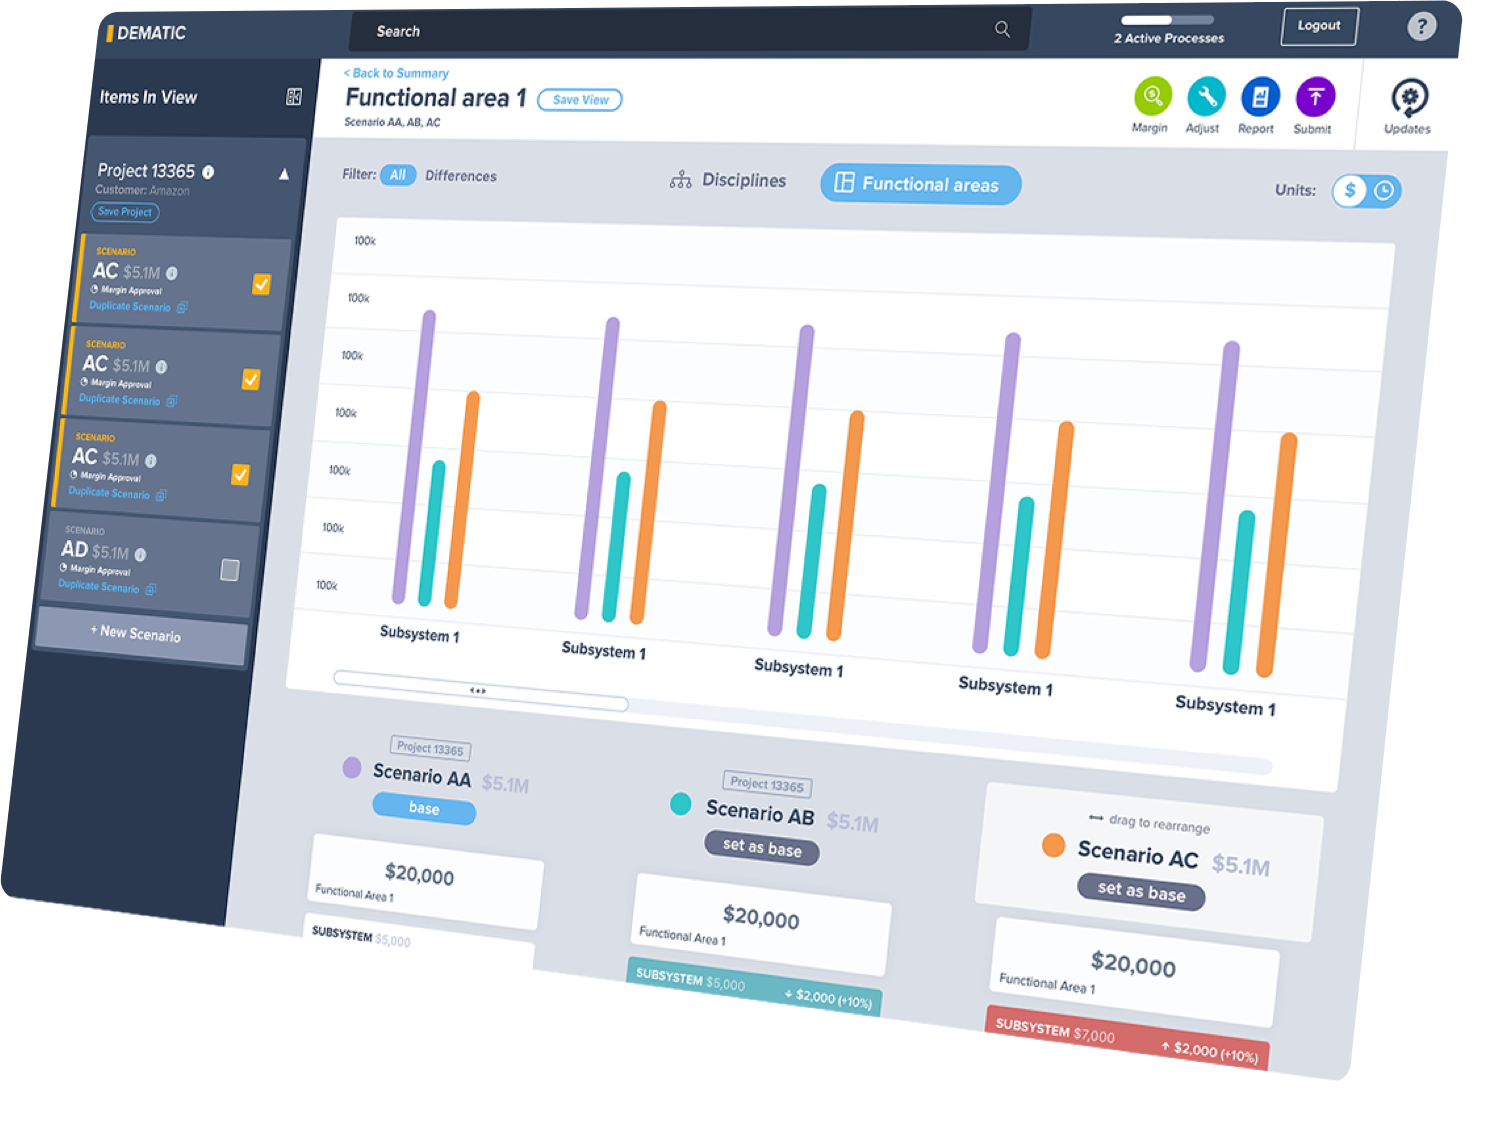 DEMATIC
Search
2 Active Processes
Logout
?
Items In View
Project 13365
Customer: Amazon
Save Project
SCENARIO
AC $5.1M
Margin Approval
Duplicate Scenario
SCENARIO
AC $5.1M
Margin Approval
Duplicate Scenario
SCENARIO
AC $5.1M
Margin Approval
Duplicate Scenario
SCENARIO
AD $5.1M
Margin Approval
Duplicate Scenario
+ New Scenario
< Back to Summary
Functional area 1 Save View
Scenario AA, AB, AC
Margin Adjust Report Submit Updates
Filter: All Differences
Disciplines
Functional areas
Units: $
100k
100k
100k
100k
100k
100k
100k
Subsystem 1
Subsystem 1
Subsystem 1
Subsystem 1
Subsystem 1
Project 13365
Scenario AA $5.1M
base
$20,000
Functional Area 1
SUBSYSTEM $5,000
Project 13365
Scenario AB $5.1M
set as base
$20,000
Functional Area 1
SUBSYSTEM $5,000 ↓ $2,000 (+10%)
drag to rearrange
Scenario AC $5.1M
set as base
$20,000
Functional Area 1
SUBSYSTEM $7,000 ↑ $2,000 (+10%)